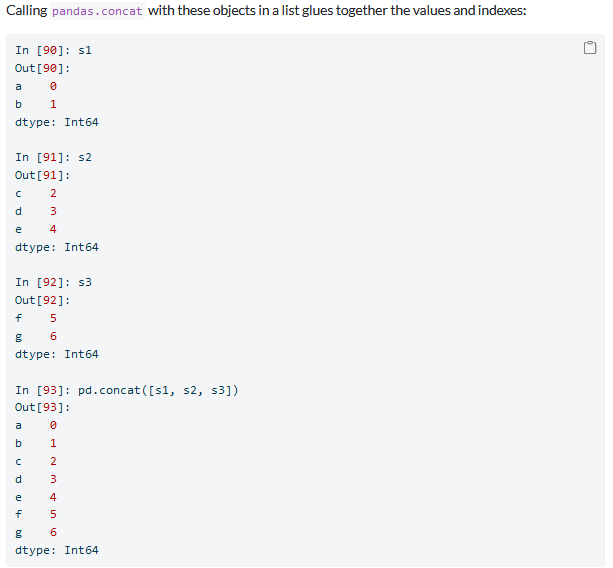 Calling pandas.concat with these objects in a list glues together the values and indexes:
In [90]: s1
Out[90]:
a    0
b    1
dtype: Int64

In [91]: s2
Out[91]:
c    2
d    3
e    4
dtype: Int64

In [92]: s3
Out[92]:
f    5
g    6
dtype: Int64

In [93]: pd.concat([s1, s2, s3])
Out[93]:
a    0
b    1
c    2
d    3
e    4
f    5
g    6
dtype: Int64